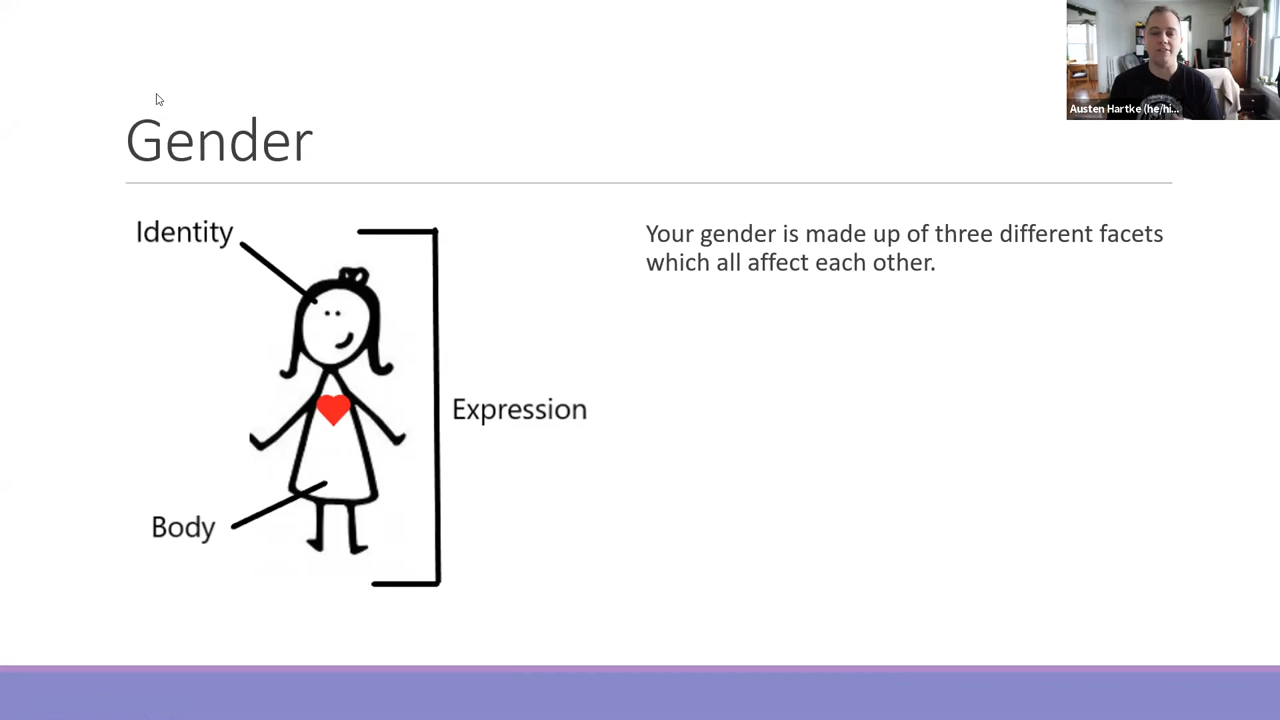 Austen Hartke (he/hi...
Gender
Identity
Your gender is made up of three different facets
which all affect each other.
Expression
Body